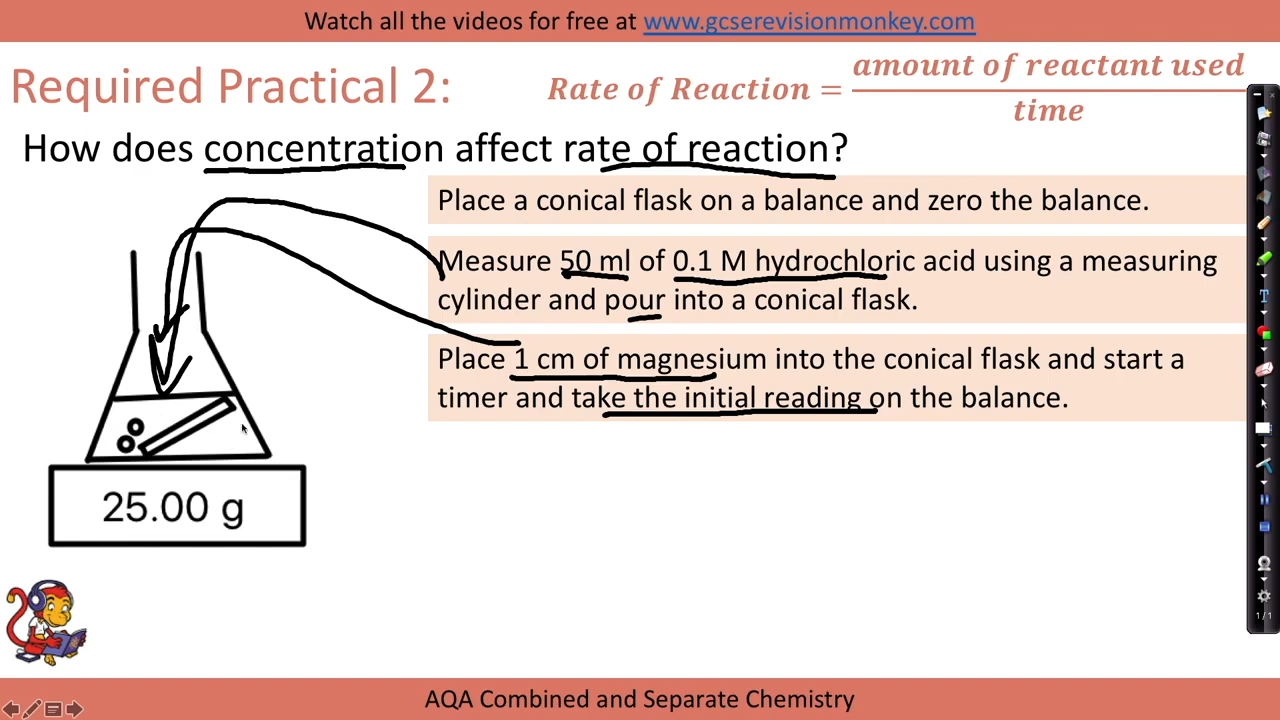 Watch all the videos for free at www.gcserevisionmonkey.com
Required Practical 2:
Rate of Reaction = amount of reactant used
time
How does concentration affect rate of reaction?
Place a conical flask on a balance and zero the balance.
Measure 50 ml of 0.1 M hydrochloric acid using a measuring
cylinder and pour into a conical flask.
Place 1 cm of magnesium into the conical flask and start a
timer and take the initial reading on the balance.
25.00 g
AQA Combined and Separate Chemistry
1/1